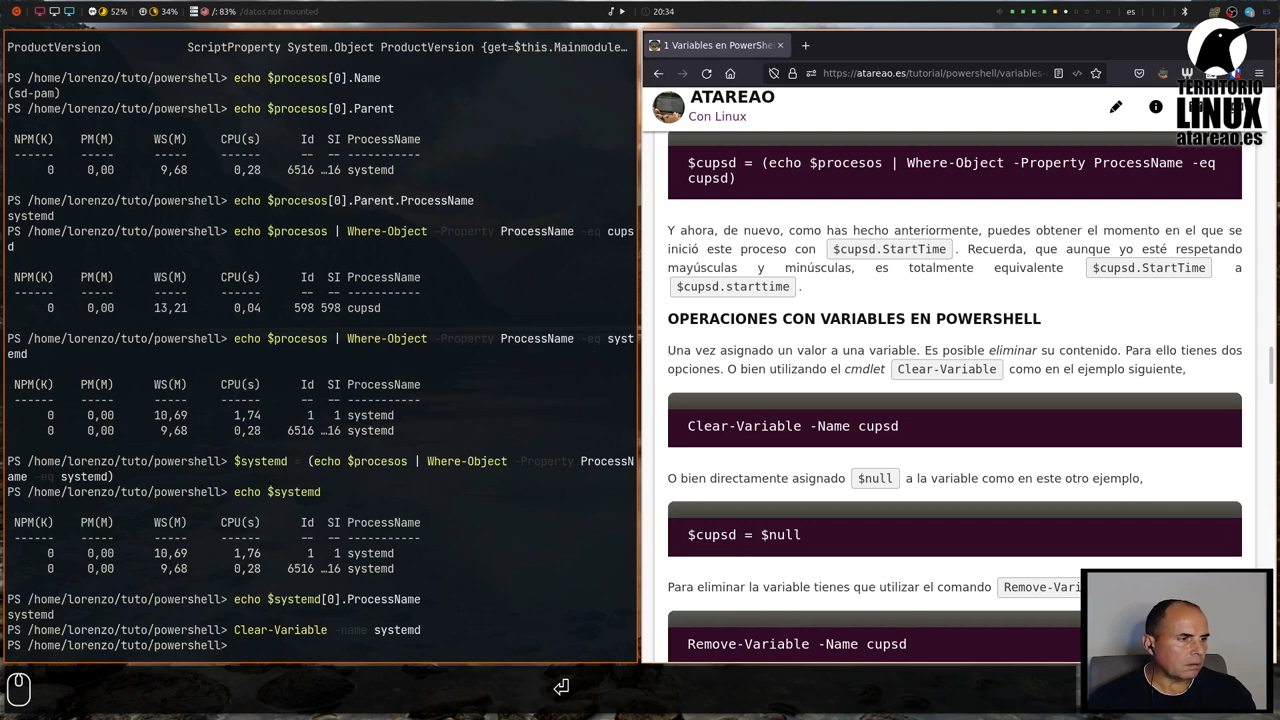 52%
34%
/: 83%
/datos not mounted
20:34
es
ES
ProductVersion ScriptProperty System.Object ProductVersion {get=$this.Mainmodule…
PS /home/lorenzo/tuto/powershell> echo $procesos[0].Name
(sd-pam)
PS /home/lorenzo/tuto/powershell> echo $procesos[0].Parent
NPM(K) PM(M) WS(M) CPU(s) Id SI ProcessName
------ ----- ----- ------ -- -- -----------
0 0,00 9,68 0,28 6516 …16 systemd
PS /home/lorenzo/tuto/powershell> echo $procesos[0].Parent.ProcessName
systemd
PS /home/lorenzo/tuto/powershell> echo $procesos | Where-Object -Property ProcessName -eq cups
d
NPM(K) PM(M) WS(M) CPU(s) Id SI ProcessName
------ ----- ----- ------ -- -- -----------
0 0,00 13,21 0,04 598 598 cupsd
PS /home/lorenzo/tuto/powershell> echo $procesos | Where-Object -Property ProcessName -eq syst
emd
NPM(K) PM(M) WS(M) CPU(s) Id SI ProcessName
------ ----- ----- ------ -- -- -----------
0 0,00 10,69 1,74 1 1 systemd
0 0,00 9,68 0,28 6516 …16 systemd
PS /home/lorenzo/tuto/powershell> $systemd = (echo $procesos | Where-Object -Property ProcessN
ame -eq systemd)
PS /home/lorenzo/tuto/powershell> echo $systemd
NPM(K) PM(M) WS(M) CPU(s) Id SI ProcessName
------ ----- ----- ------ -- -- -----------
0 0,00 10,69 1,76 1 1 systemd
0 0,00 9,68 0,28 6516 …16 systemd
PS /home/lorenzo/tuto/powershell> echo $systemd[0].ProcessName
systemd
PS /home/lorenzo/tuto/powershell> Clear-Variable -name systemd
PS /home/lorenzo/tuto/powershell>
1 Variables en PowerShe
https://atareao.es/tutorial/powershell/variables-
TERRITORIO
LINUX
atareao.es
ATAREAO
Con Linux
$cupsd = (echo $procesos | Where-Object -Property ProcessName -eq
cupsd)
Y ahora, de nuevo, como has hecho anteriormente, puedes obtener el momento en el que se
inició este proceso con $cupsd.StartTime . Recuerda, que aunque yo esté respetando
mayúsculas y minúsculas, es totalmente equivalente $cupsd.StartTime a
$cupsd.starttime .
OPERACIONES CON VARIABLES EN POWERSHELL
Una vez asignado un valor a una variable. Es posible eliminar su contenido. Para ello tienes dos
opciones. O bien utilizando el cmdlet Clear-Variable como en el ejemplo siguiente,
Clear-Variable -Name cupsd
O bien directamente asignado $null a la variable como en este otro ejemplo,
$cupsd = $null
Para eliminar la variable tienes que utilizar el comando Remove-Vari
Remove-Variable -Name cupsd